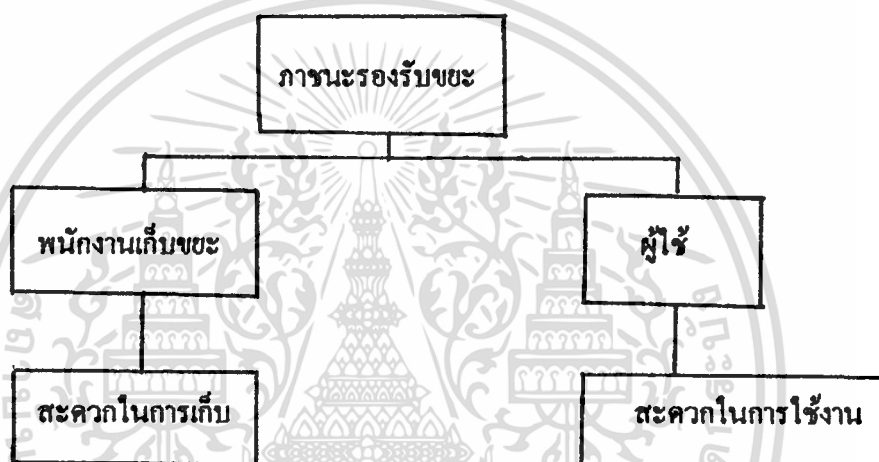 ภาชนะรองรับขยะ
พนักงานเก็บขยะ
ผู้ใช้
สะดวกในการเก็บ
สะดวกในการใช้งาน